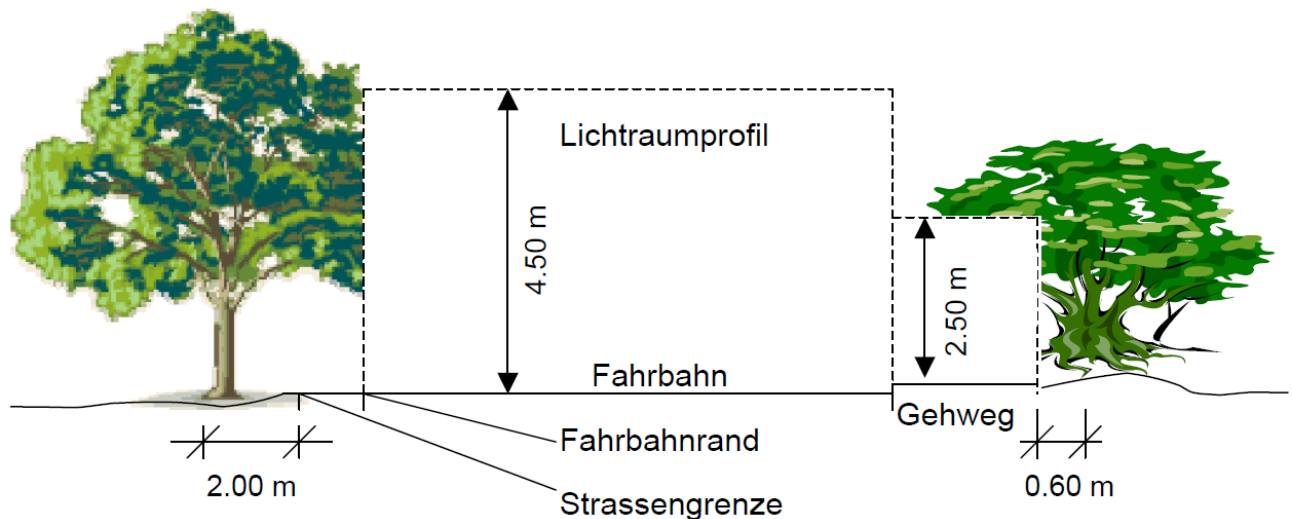 Lichtraumprofil
4.50 m
2.50 m
Fahrbahn
Gehweg
Fahrbahnrand
2.00 m
0.60 m
Strassengrenze